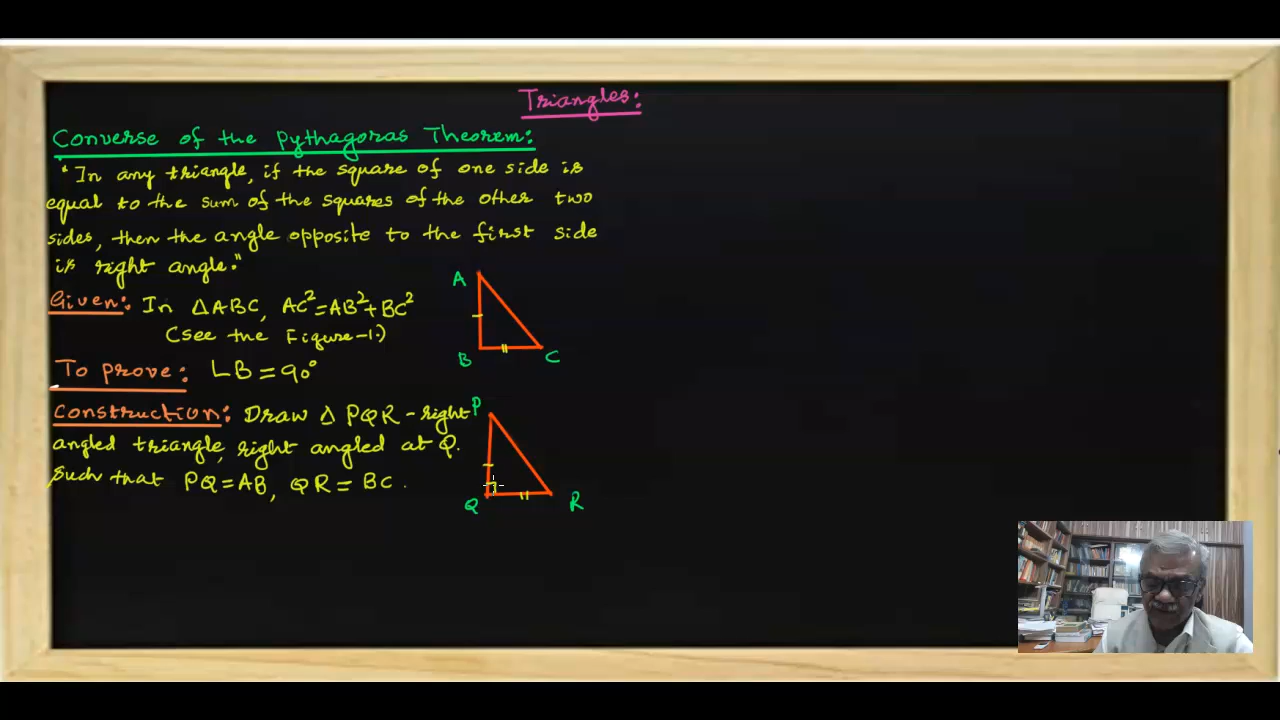 Triangles:
Converse of the Pythagoras Theorem:
"In any triangle, if the square of one side is
equal to the sum of the squares of the other two
sides, then the angle opposite to the first side
is right angle."
Given: In ΔABC, AC²=AB²+BC²
(See the Figure-1.)
To prove: ∠B = 90°
Construction: Draw Δ PQR - right
angled triangle, right angled at Q.
Such that PQ = AB, QR = BC.
A
B
C
P
Q
R